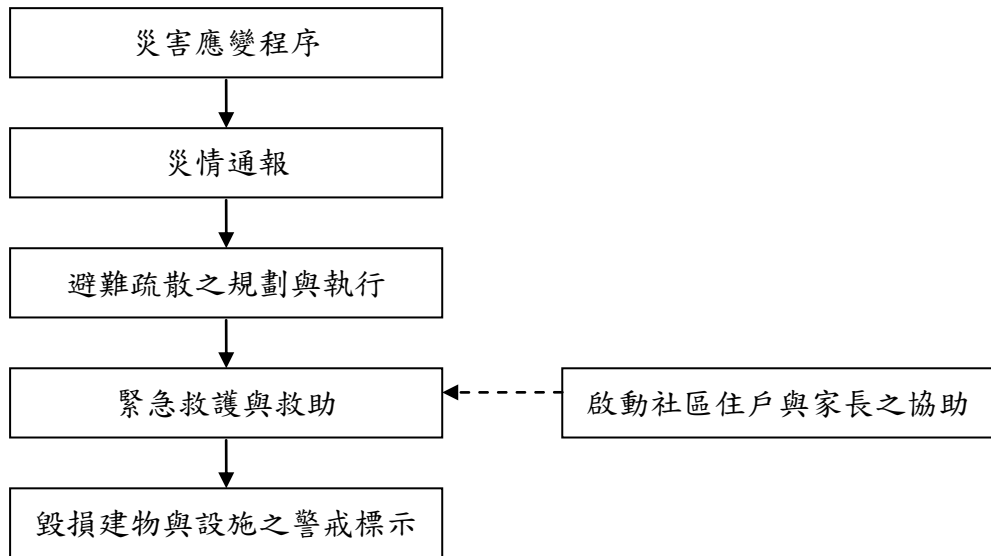 災害應變程序
災情通報
避難疏散之規劃與執行
緊急救護與救助
啟動社區住戶與家長之協助
毀損建物與設施之警戒標示